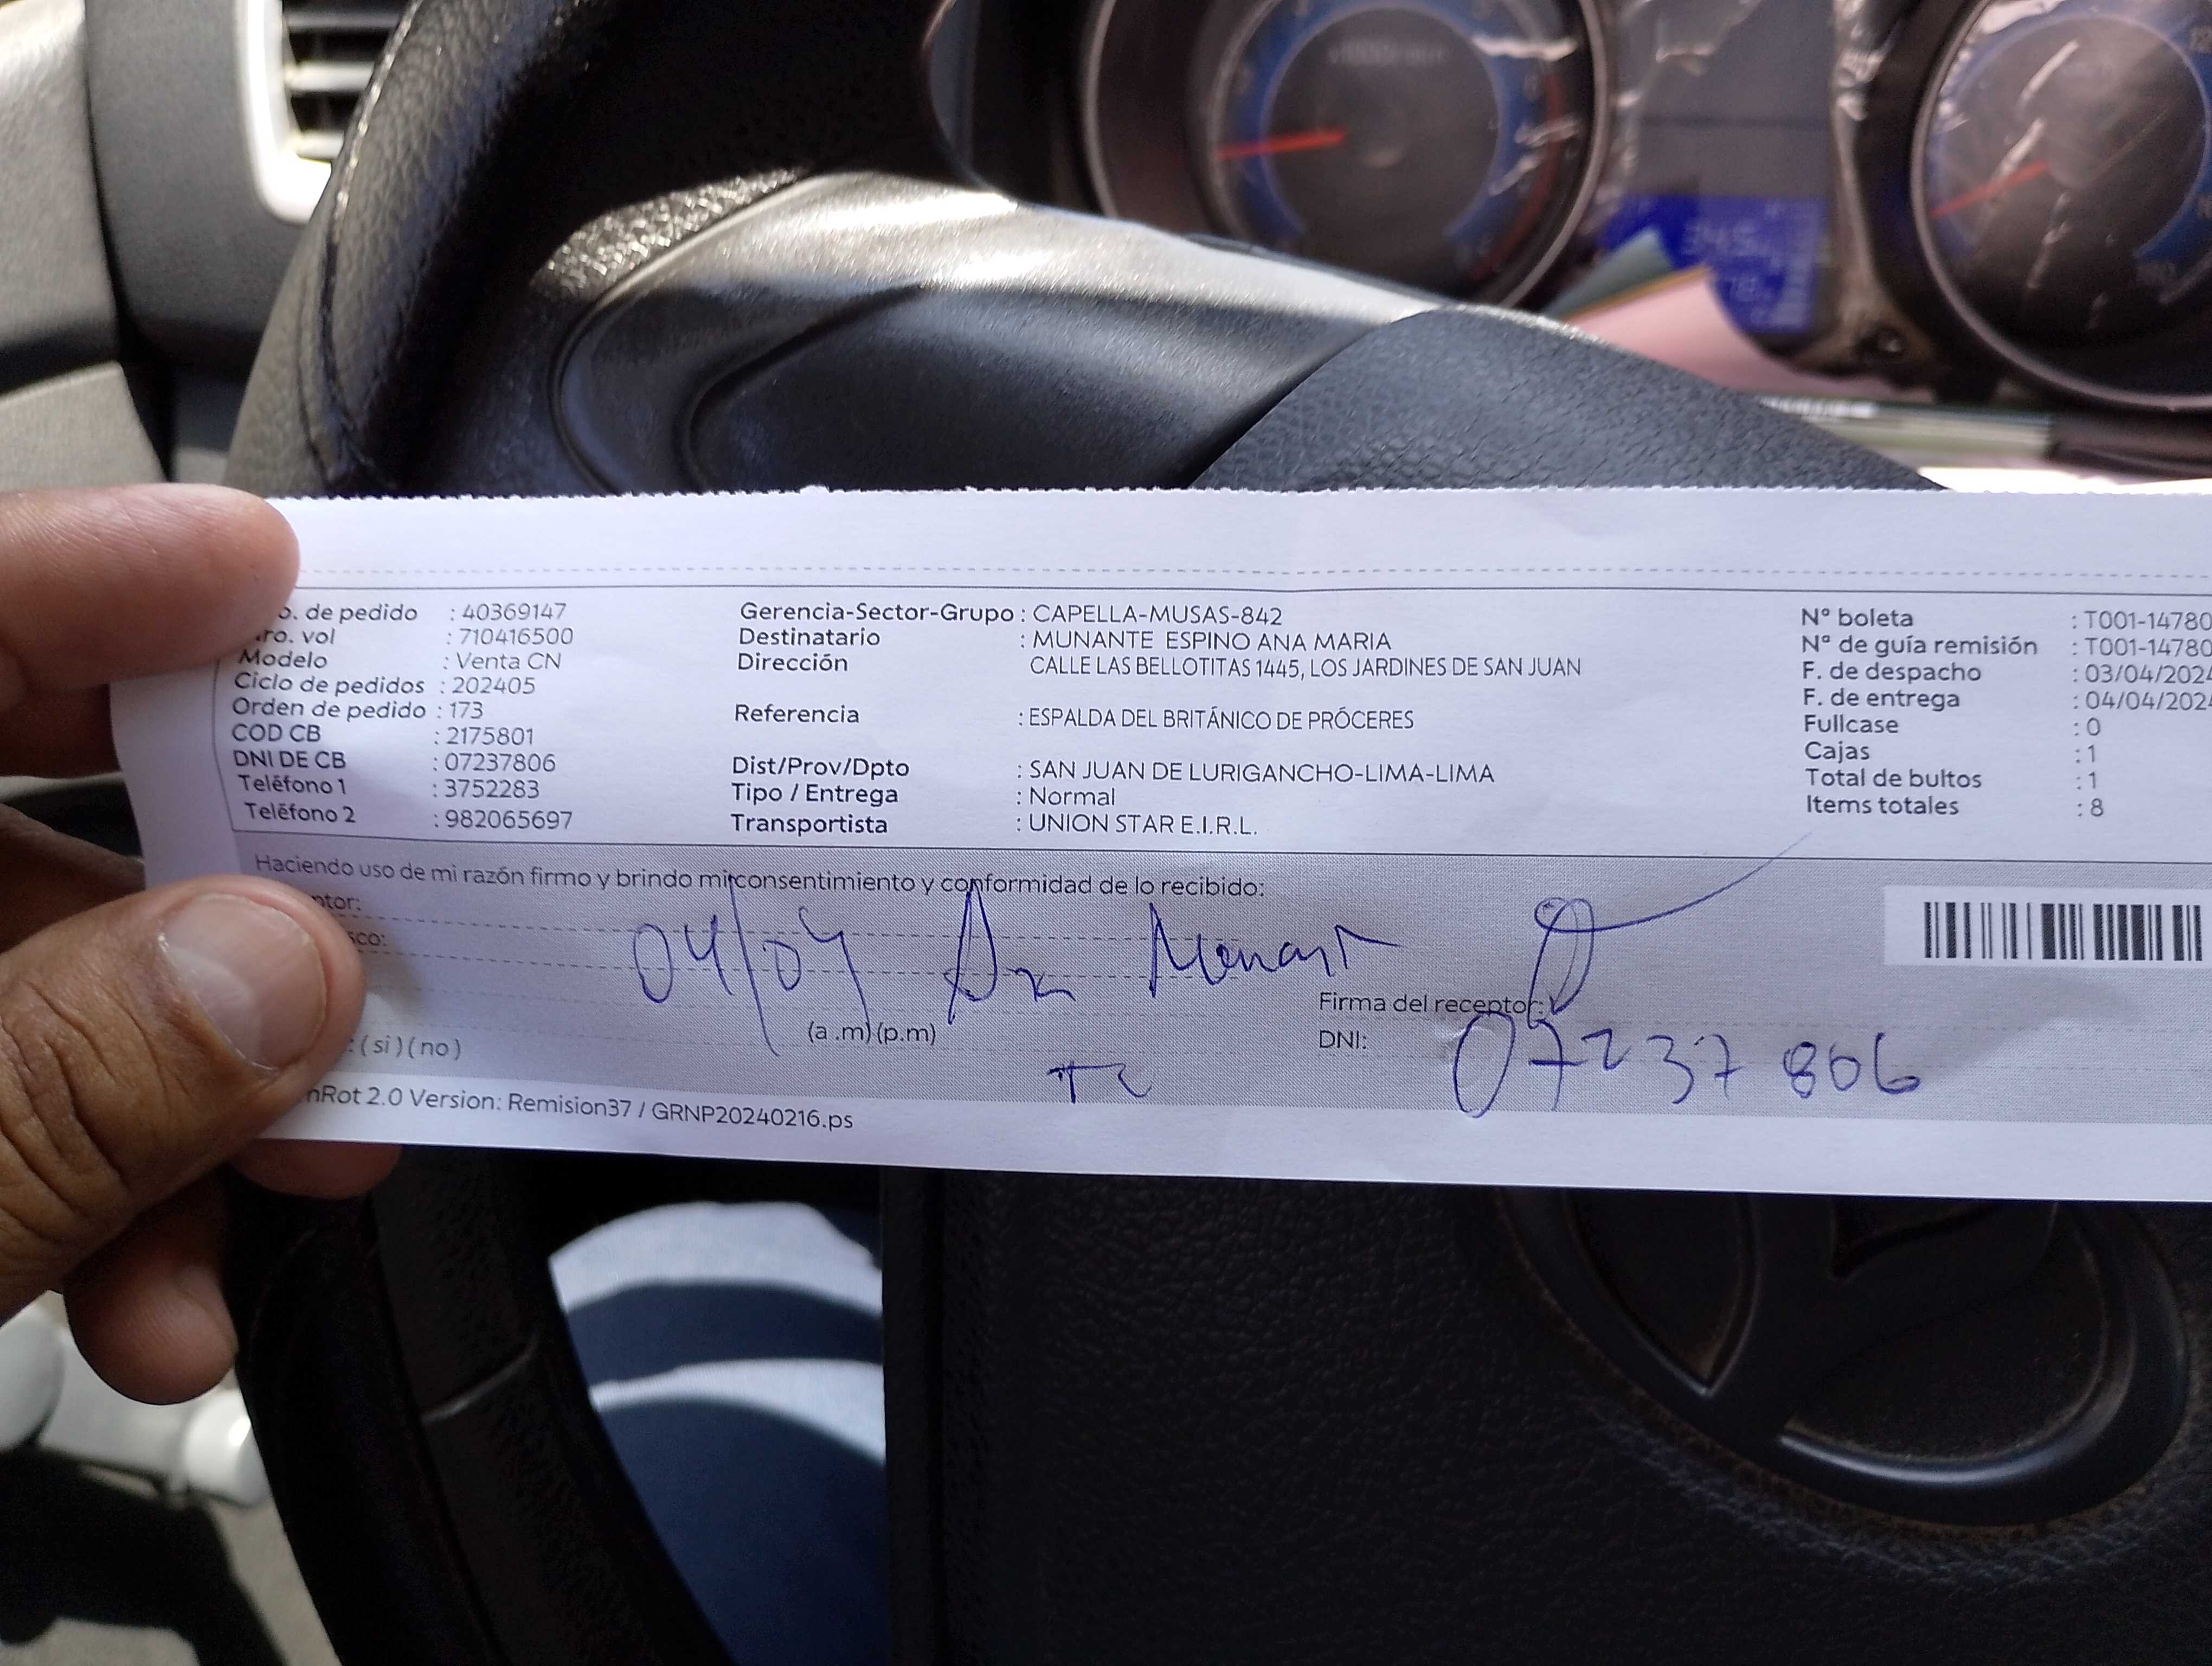 o. de pedido : 40369147
ro. vol : 710416500
Modelo : Venta CN
Ciclo de pedidos : 202405
Orden de pedido : 173
COD CB : 2175801
DNI DE CB : 07237806
Teléfono 1 : 3752283
Teléfono 2 : 982065697
Gerencia-Sector-Grupo : CAPELLA-MUSAS-842
Destinatario : MUNANTE ESPINO ANA MARIA
Dirección CALLE LAS BELLOTITAS 1445, LOS JARDINES DE SAN JUAN
Referencia : ESPALDA DEL BRITÁNICO DE PRÓCERES
Dist/Prov/Dpto : SAN JUAN DE LURIGANCHO-LIMA-LIMA
Tipo / Entrega : Normal
Transportista : UNION STAR E.I.R.L.
N° boleta : T001-14780
N° de guía remisión : T001-14780
F. de despacho : 03/04/2024
F. de entrega : 04/04/2024
Fullcase : 0
Cajas : 1
Total de bultos : 1
Items totales : 8
Haciendo uso de mi razón firmo y brindo mi consentimiento y conformidad de lo recibido:
ptor:
sco:
04/04
Firma del receptor:
(a .m) (p.m)
DNI: 07237806
: ( si ) ( no )
nRot 2.0 Version: Remision37 / GRNP20240216.ps